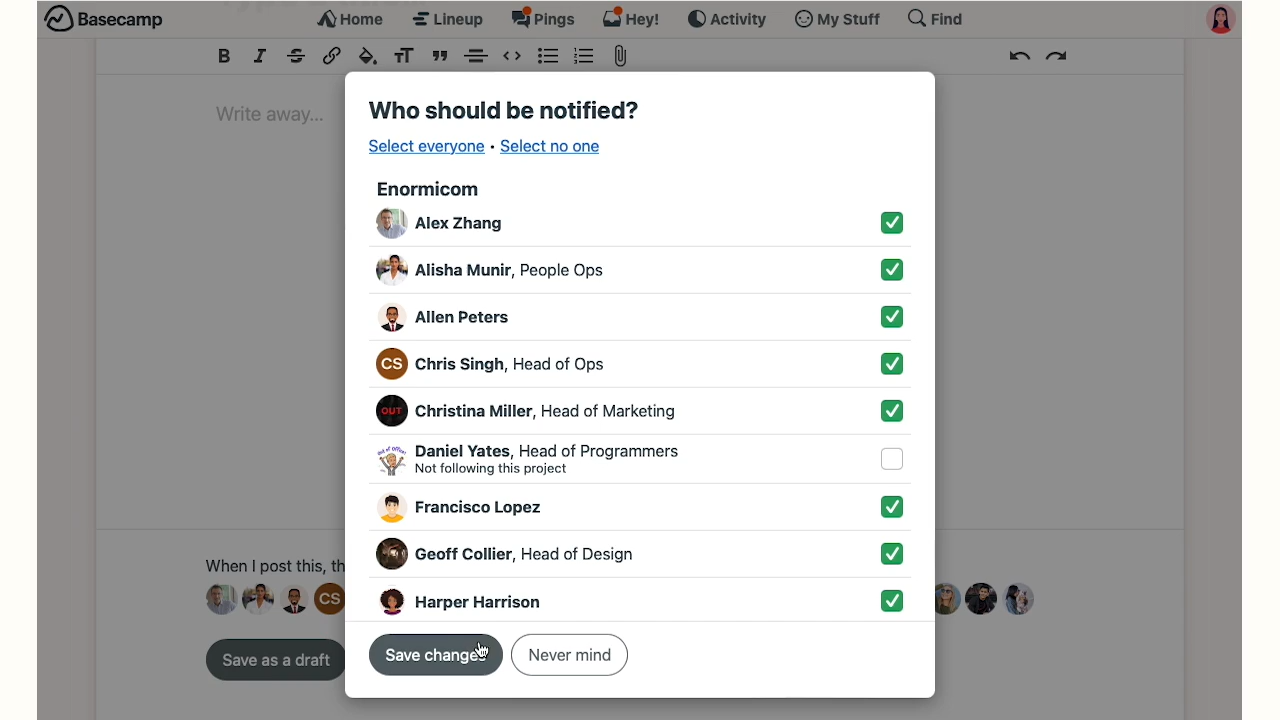 Basecamp
Home
Lineup
Pings
Hey!
Activity
My Stuff
Find
Write away...
Who should be notified?
Select everyone • Select no one
Enormicom
Alex Zhang
Alisha Munir, People Ops
Allen Peters
CS Chris Singh, Head of Ops
OUT Christina Miller, Head of Marketing
Daniel Yates, Head of Programmers
Not following this project
Francisco Lopez
Geoff Collier, Head of Design
Harper Harrison
When I post this, th
CS
Save as a draft
Save changes
Never mind